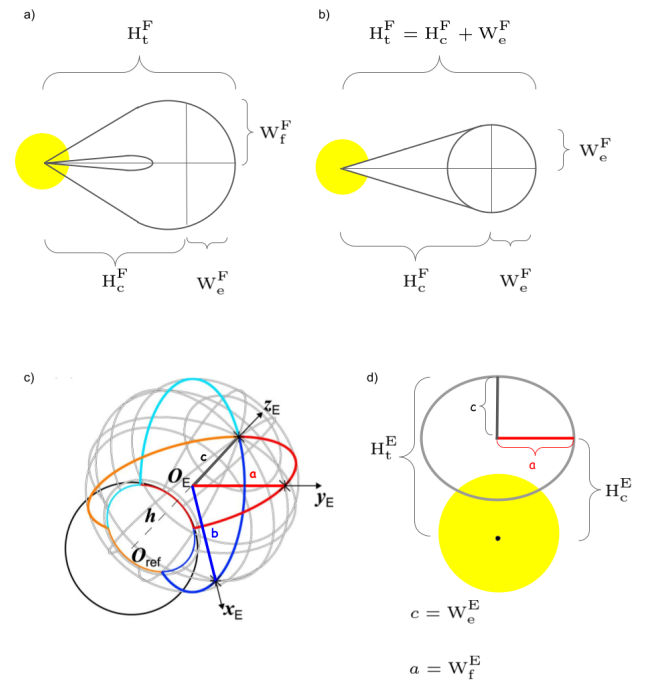 a)
H_t^F
W_f^F
H_c^F
W_e^F
b)
H_t^F = H_c^F + W_e^F
W_e^F
H_c^F
W_e^F
c)
z_E
c
O_E
a
y_E
h
b
O_ref
x_E
d)
c
H_t^E
a
H_c^E
c = W_e^E
a = W_f^E